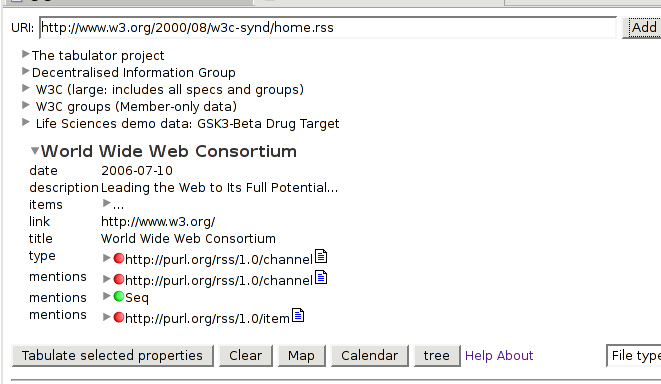 URI: http://www.w3.org/2000/08/w3c-synd/home.rss Add
The tabulator project
Decentralised Information Group
W3C (large: includes all specs and groups)
W3C groups (Member-only data)
Life Sciences demo data: GSK3-Beta Drug Target
World Wide Web Consortium
date 2006-07-10
description Leading the Web to Its Full Potential...
items ...
link http://www.w3.org/
title World Wide Web Consortium
type http://purl.org/rss/1.0/channel
mentions http://purl.org/rss/1.0/channel
mentions Seq
mentions http://purl.org/rss/1.0/item
Tabulate selected properties Clear Map Calendar tree Help About File type